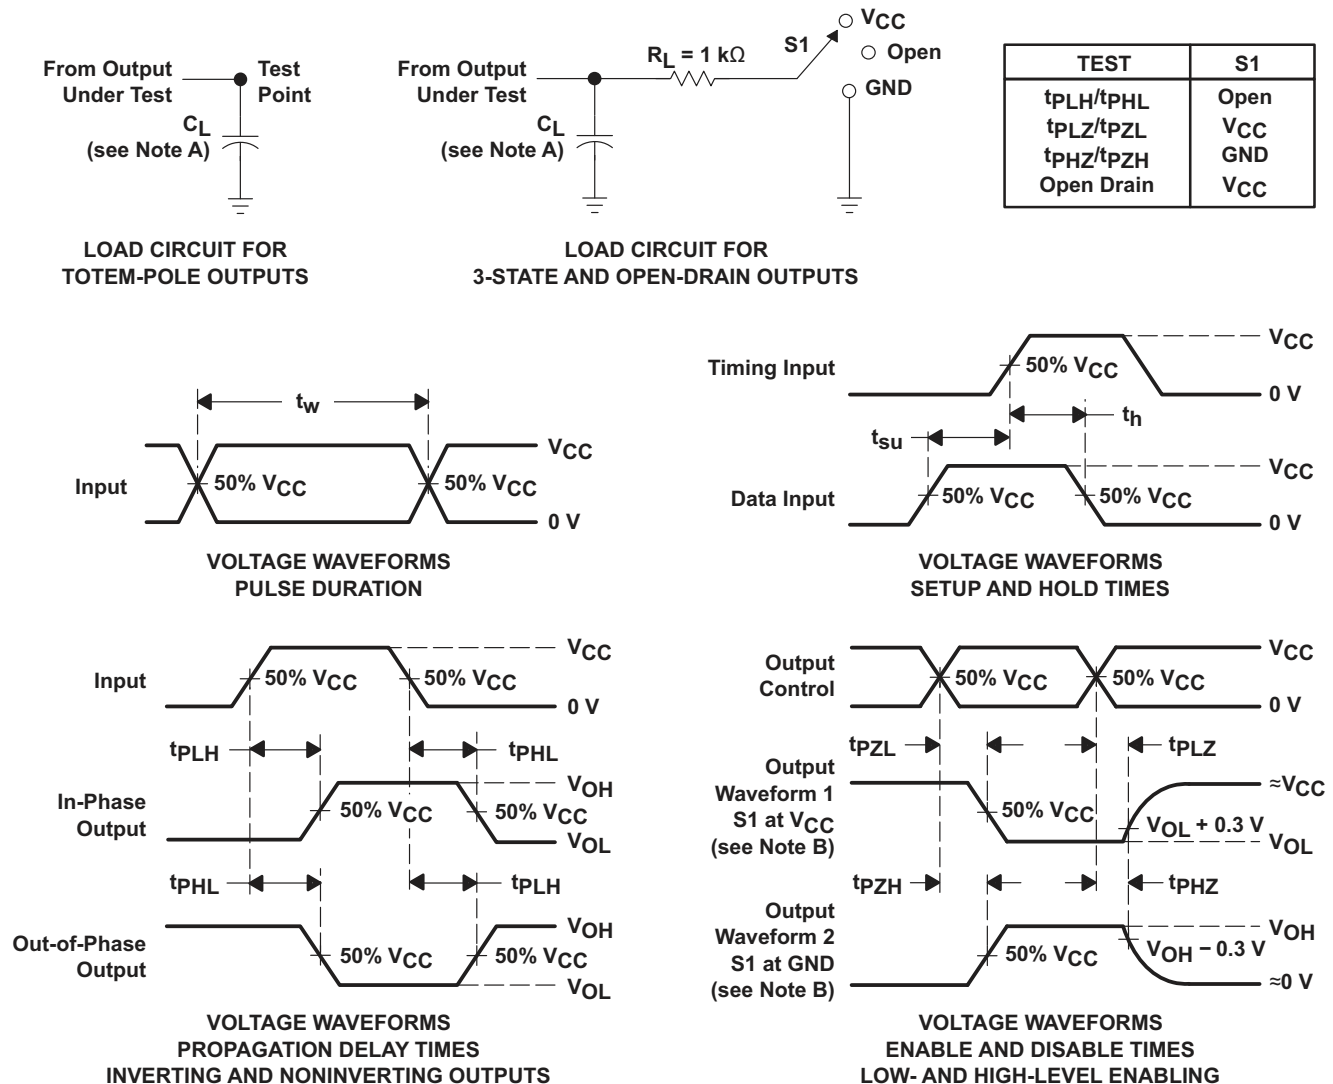 From Output
Under Test
Test
Point
CL
(see Note A)
LOAD CIRCUIT FOR
TOTEM-POLE OUTPUTS
From Output
Under Test
RL = 1 kΩ
S1
VCC
Open
GND
CL
(see Note A)
LOAD CIRCUIT FOR
3-STATE AND OPEN-DRAIN OUTPUTS
TEST S1
tPLH/tPHL Open
tPLZ/tPZL VCC
tPHZ/tPZH GND
Open Drain VCC
tw
Input
50% VCC
50% VCC
VCC
0 V
VOLTAGE WAVEFORMS
PULSE DURATION
Timing Input
50% VCC
VCC
0 V
tsu
th
Data Input
50% VCC
50% VCC
VCC
0 V
VOLTAGE WAVEFORMS
SETUP AND HOLD TIMES
Input
50% VCC
50% VCC
VCC
0 V
tPLH
tPHL
In-Phase
Output
50% VCC
50% VCC
VOH
VOL
tPHL
tPLH
Out-of-Phase
Output
50% VCC
50% VCC
VOH
VOL
VOLTAGE WAVEFORMS
PROPAGATION DELAY TIMES
INVERTING AND NONINVERTING OUTPUTS
Output
Control
50% VCC
50% VCC
VCC
0 V
tPZL
tPLZ
Output
Waveform 1
S1 at VCC
(see Note B)
50% VCC
≈VCC
VOL + 0.3 V
VOL
tPZH
tPHZ
Output
Waveform 2
S1 at GND
(see Note B)
50% VCC
VOH
VOH − 0.3 V
≈0 V
VOLTAGE WAVEFORMS
ENABLE AND DISABLE TIMES
LOW- AND HIGH-LEVEL ENABLING